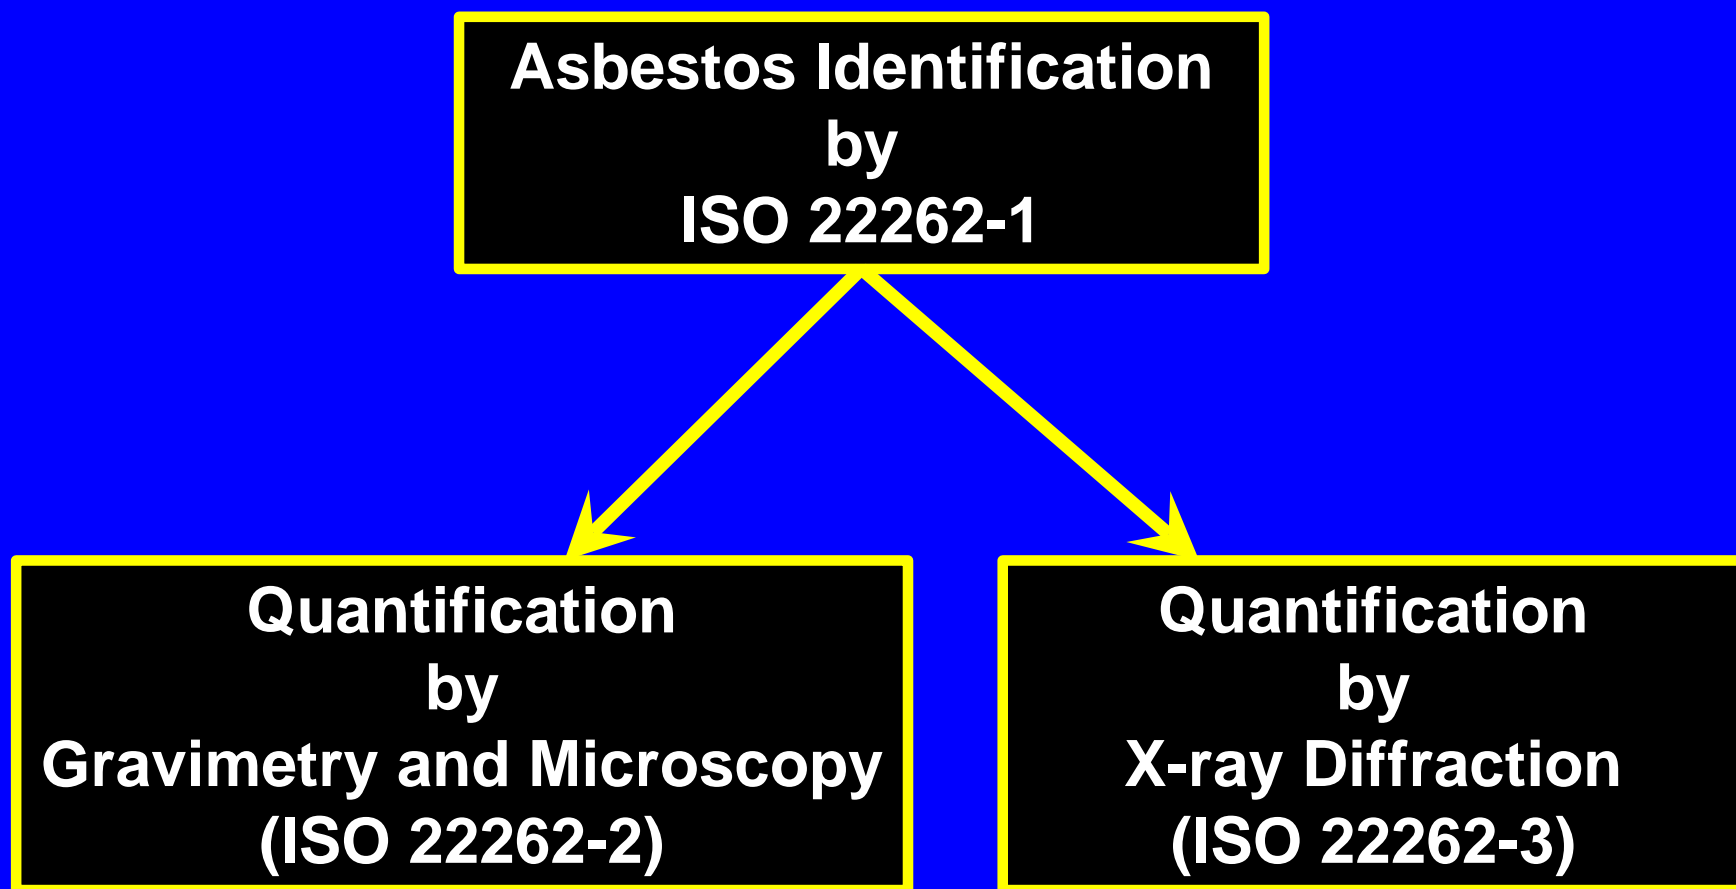 Asbestos Identification
by
ISO 22262-1
Quantification
by
Gravimetry and Microscopy
(ISO 22262-2)
Quantification
by
X-ray Diffraction
(ISO 22262-3)